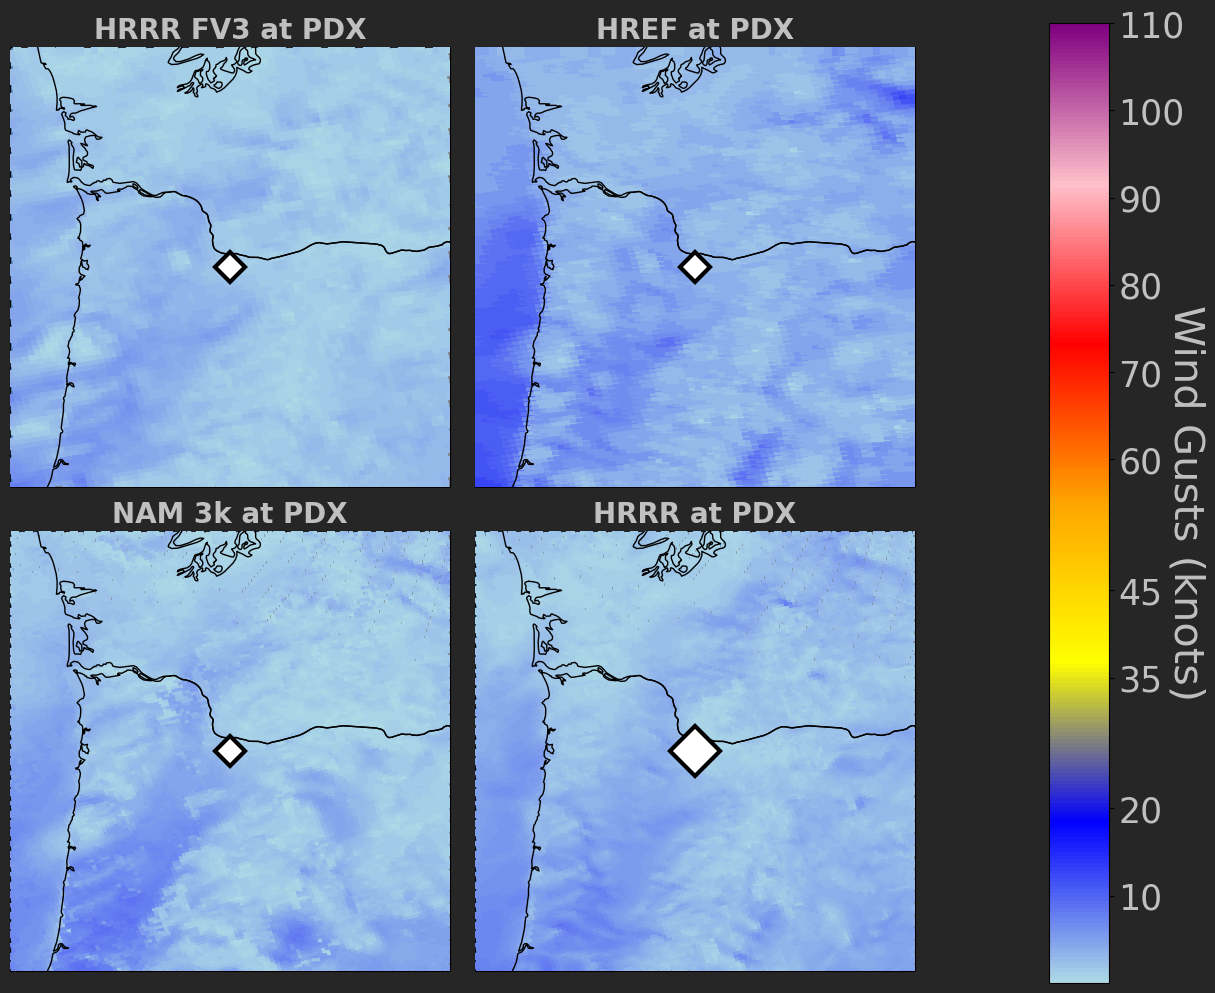 HRRR FV3 at PDX
HREF at PDX
NAM 3k at PDX
HRRR at PDX
110
100
90
80
70
60
45
35
20
10
Wind Gusts (knots)